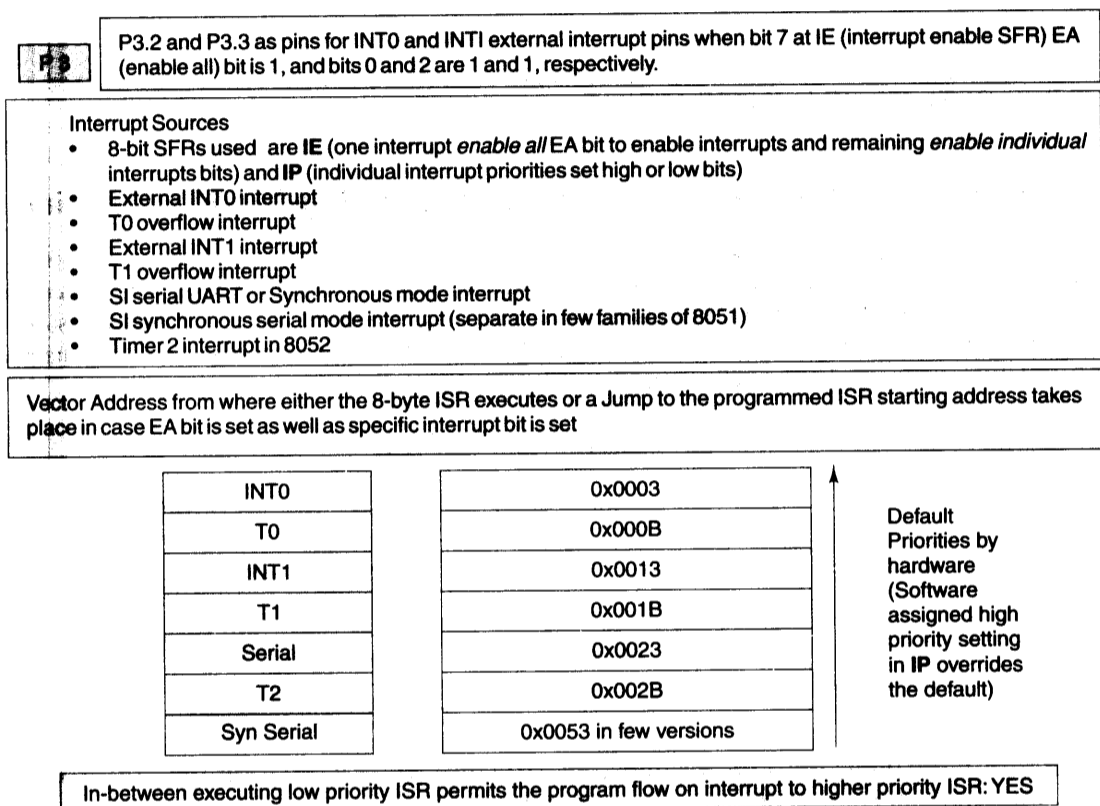 P3
P3.2 and P3.3 as pins for INT0 and INTI external interrupt pins when bit 7 at IE (interrupt enable SFR) EA
(enable all) bit is 1, and bits 0 and 2 are 1 and 1, respectively.
Interrupt Sources
• 8-bit SFRs used are IE (one interrupt enable all EA bit to enable interrupts and remaining enable individual
interrupts bits) and IP (individual interrupt priorities set high or low bits)
• External INT0 interrupt
• T0 overflow interrupt
• External INT1 interrupt
• T1 overflow interrupt
• SI serial UART or Synchronous mode interrupt
• SI synchronous serial mode interrupt (separate in few families of 8051)
• Timer 2 interrupt in 8052
Vector Address from where either the 8-byte ISR executes or a Jump to the programmed ISR starting address takes
place in case EA bit is set as well as specific interrupt bit is set
INT0 0x0003
T0 0x000B
INT1 0x0013
T1 0x001B
Serial 0x0023
T2 0x002B
Syn Serial 0x0053 in few versions
Default
Priorities by
hardware
(Software
assigned high
priority setting
in IP overrides
the default)
In-between executing low priority ISR permits the program flow on interrupt to higher priority ISR: YES